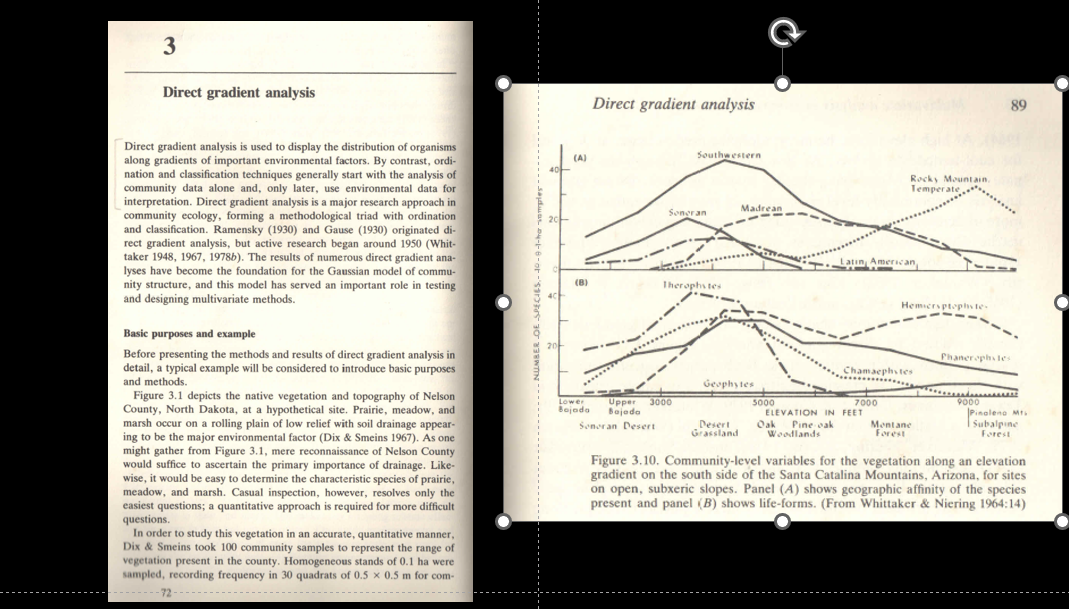 3
Direct gradient analysis
Direct gradient analysis is used to display the distribution of organisms
along gradients of important environmental factors. By contrast, ordi-
nation and classification techniques generally start with the analysis of
community data alone and, only later, use environmental data for
interpretation. Direct gradient analysis is a major research approach in
community ecology, forming a methodological triad with ordination
and classification. Ramensky (1930) and Gause (1930) originated di-
rect gradient analysis, but active research began around 1950 (Whit-
taker 1948, 1967, 1978b). The results of numerous direct gradient ana-
lyses have become the foundation for the Gaussian model of commu-
nity structure, and this model has served an important role in testing
and designing multivariate methods.
Basic purposes and example
Before presenting the methods and results of direct gradient analysis in
detail, a typical example will be considered to introduce basic purposes
and methods.
Figure 3.1 depicts the native vegetation and topography of Nelson
County, North Dakota, at a hypothetical site. Prairie, meadow, and
marsh occur on a rolling plain of low relief with soil drainage appear-
ing to be the major environmental factor (Dix & Smeins 1967). As one
might gather from Figure 3.1, mere reconnaissance of Nelson County
would suffice to ascertain the primary importance of drainage. Like-
wise, it would be easy to determine the characteristic species of prairie,
meadow, and marsh. Casual inspection, however, resolves only the
easiest questions; a quantitative approach is required for more difficult
questions.
In order to study this vegetation in an accurate, quantitative manner,
Dix & Smeins took 100 community samples to represent the range of
vegetation present in the county. Homogeneous stands of 0.1 ha were
sampled, recording frequency in 30 quadrats of 0.5 × 0.5 m for com-
72
Direct gradient analysis 89
(A)
Southwestern
40
Rocky Mountain
Temperate
Madrean
Sonoran
20
Latin American
0
(B)
Therophytes
40
Hemicryptophytes
20
Phanerophytes
Chamaephytes
Geophytes
NUMBER OF SPECIES
Lower Upper 3000 5000 7000 9000
Bajada Bajada ELEVATION IN FEET Pinaleno Mts.
Sonoran Desert Desert Oak Pine-oak Montane Subalpine
Grassland Woodlands Forest Forest
Figure 3.10. Community-level variables for the vegetation along an elevation
gradient on the south side of the Santa Catalina Mountains, Arizona, for sites
on open, subxeric slopes. Panel (A) shows geographic affinity of the species
present and panel (B) shows life-forms. (From Whittaker & Niering 1964:14)